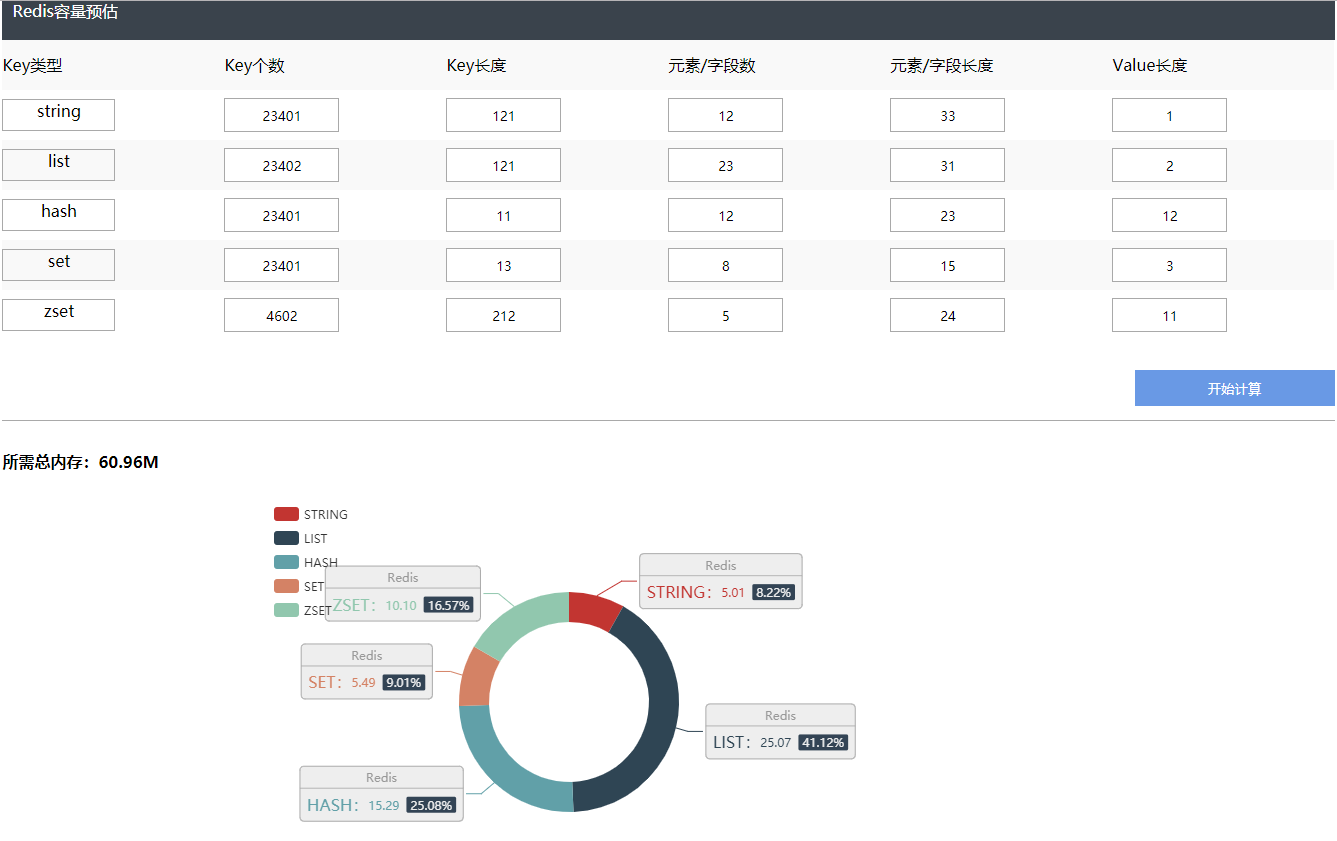 Redis容量预估
Key类型 Key个数 Key长度 元素/字段数 元素/字段长度 Value长度
string 23401 121 12 33 1
list 23402 121 23 31 2
hash 23401 11 12 23 12
set 23401 13 8 15 3
zset 4602 212 5 24 11
开始计算
所需总内存：60.96M
STRING
LIST
HASH
SET
ZSET
Redis
STRING： 5.01 8.22%
Redis
ZSET： 10.10 16.57%
Redis
SET： 5.49 9.01%
Redis
LIST： 25.07 41.12%
Redis
HASH： 15.29 25.08%